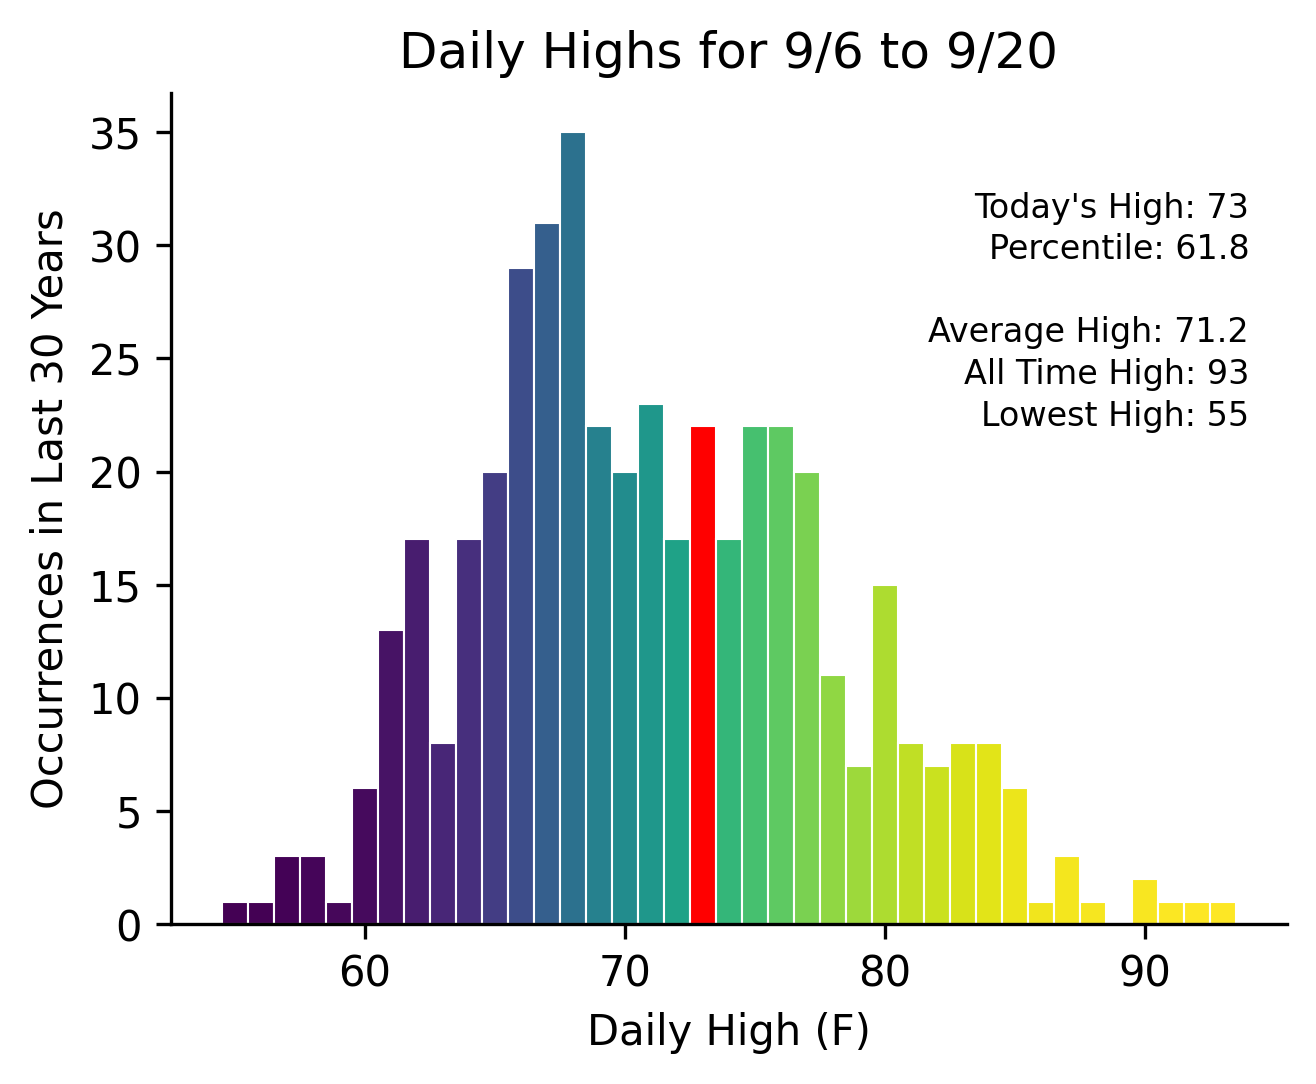 Daily Highs for 9/6 to 9/20
35
30
25
20
15
10
5
0
Occurrences in Last 30 Years
Today's High: 73
Percentile: 61.8
Average High: 71.2
All Time High: 93
Lowest High: 55
60 70 80 90
Daily High (F)